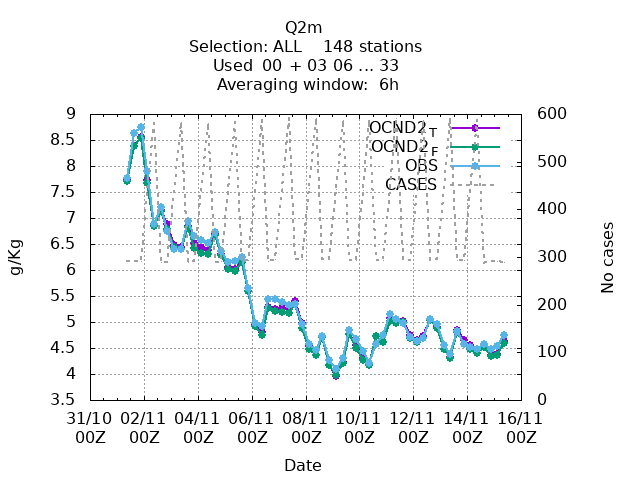 Q2m
Selection: ALL    148 stations
Used  00 + 03 06 ... 33
Averaging window:  6h
9 600
8.5 OCND2T
8 500 OCND2F
OBS
7.5 400 CASES
7
6.5 300
6
5.5 200
5
4.5 100
4
3.5 0
g/Kg
No cases
31/10 02/11 04/11 06/11 08/11 10/11 12/11 14/11 16/11
00Z 00Z 00Z 00Z 00Z 00Z 00Z 00Z 00Z
Date